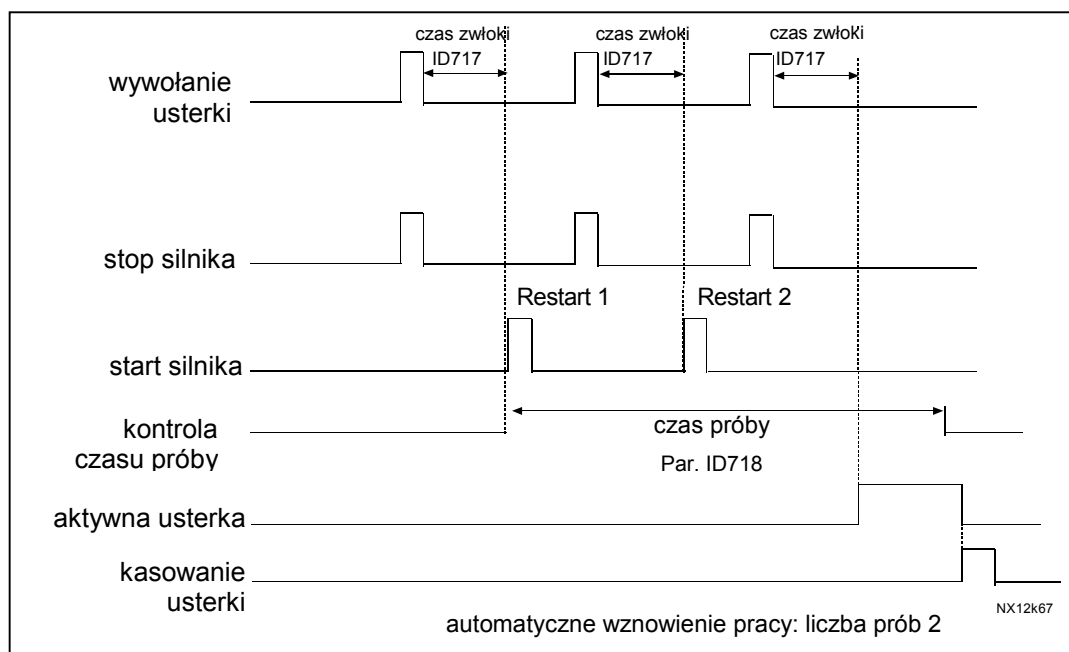 czas zwłoki
ID717
czas zwłoki
ID717
czas zwłoki
ID717
wywołanie
usterki
stop silnika
Restart 1
Restart 2
start silnika
kontrola
czasu próby
czas próby
Par. ID718
aktywna usterka
kasowanie
usterki
NX12k67
automatyczne wznowienie pracy: liczba prób 2